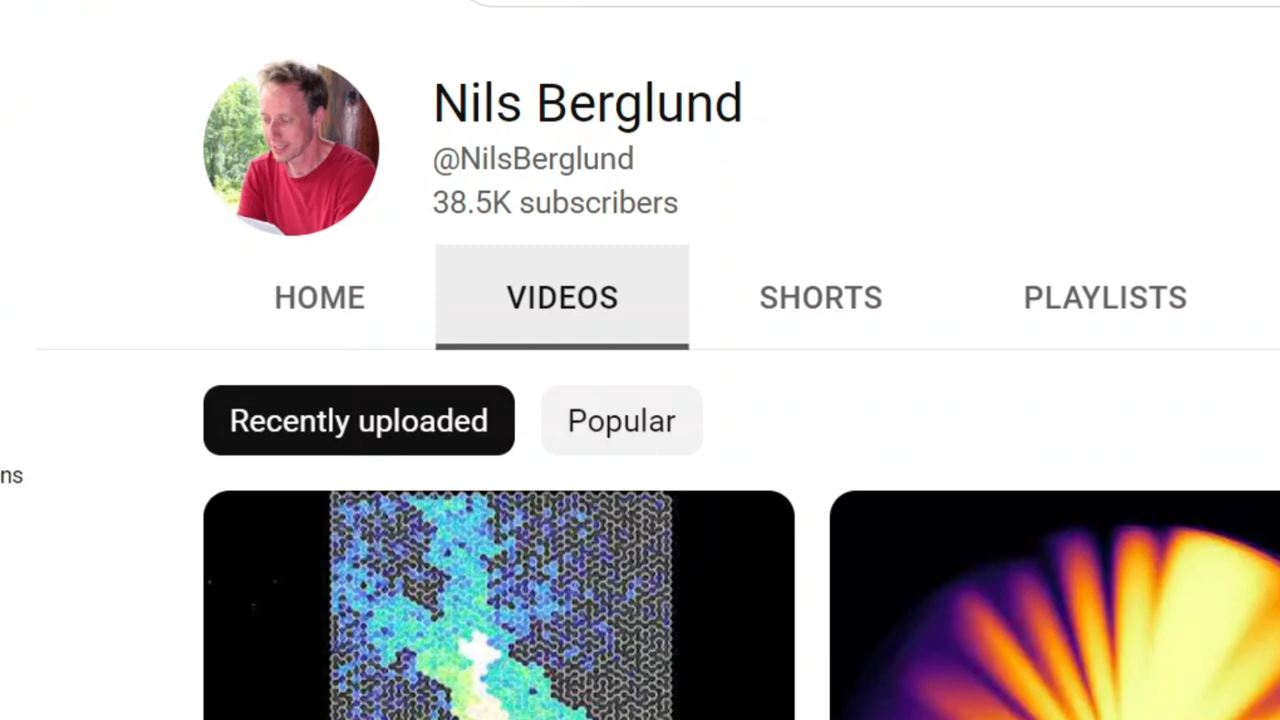 Nils Berglund
@NilsBerglund
38.5K subscribers
HOME VIDEOS SHORTS PLAYLISTS
Recently uploaded Popular
ns